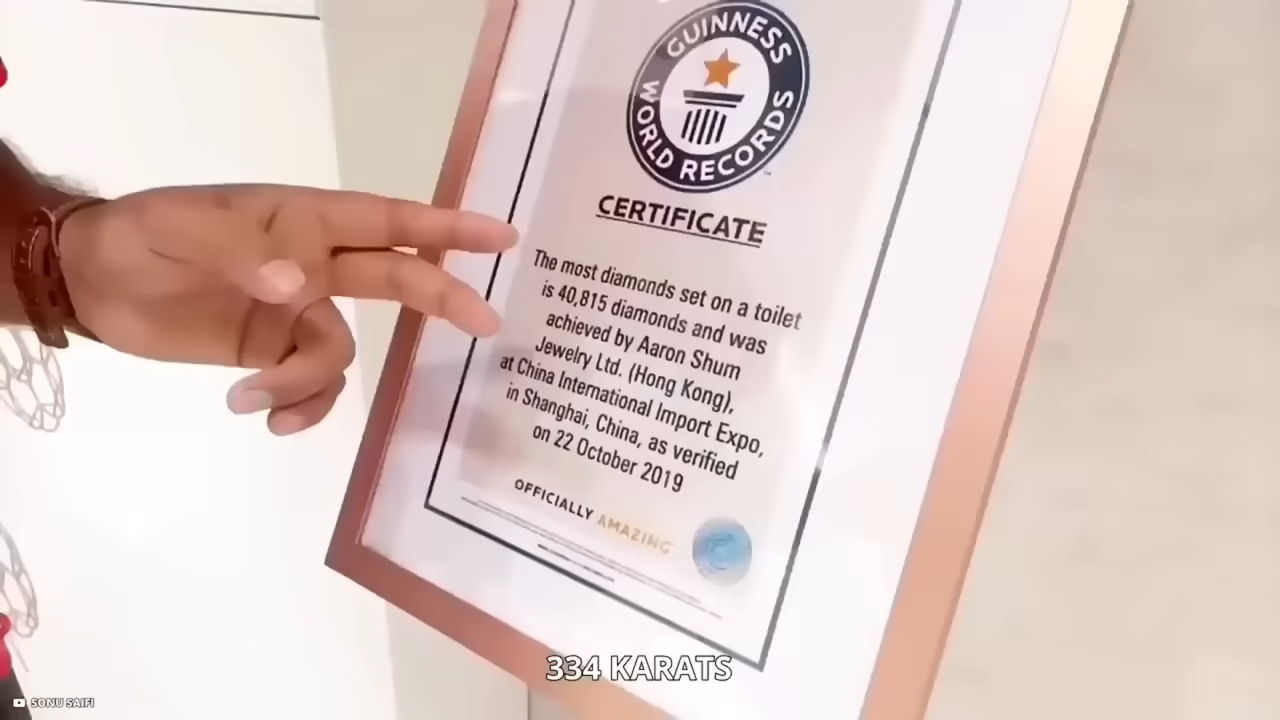 GUINNESS
WORLD RECORDS
™
CERTIFICATE
The most diamonds set on a toilet
is 40,815 diamonds and was
achieved by Aaron Shum
Jewelry Ltd. (Hong Kong),
at China International Import Expo,
in Shanghai, China, as verified
on 22 October 2019
OFFICIALLY AMAZING
334 KARATS
SONU SAIFI